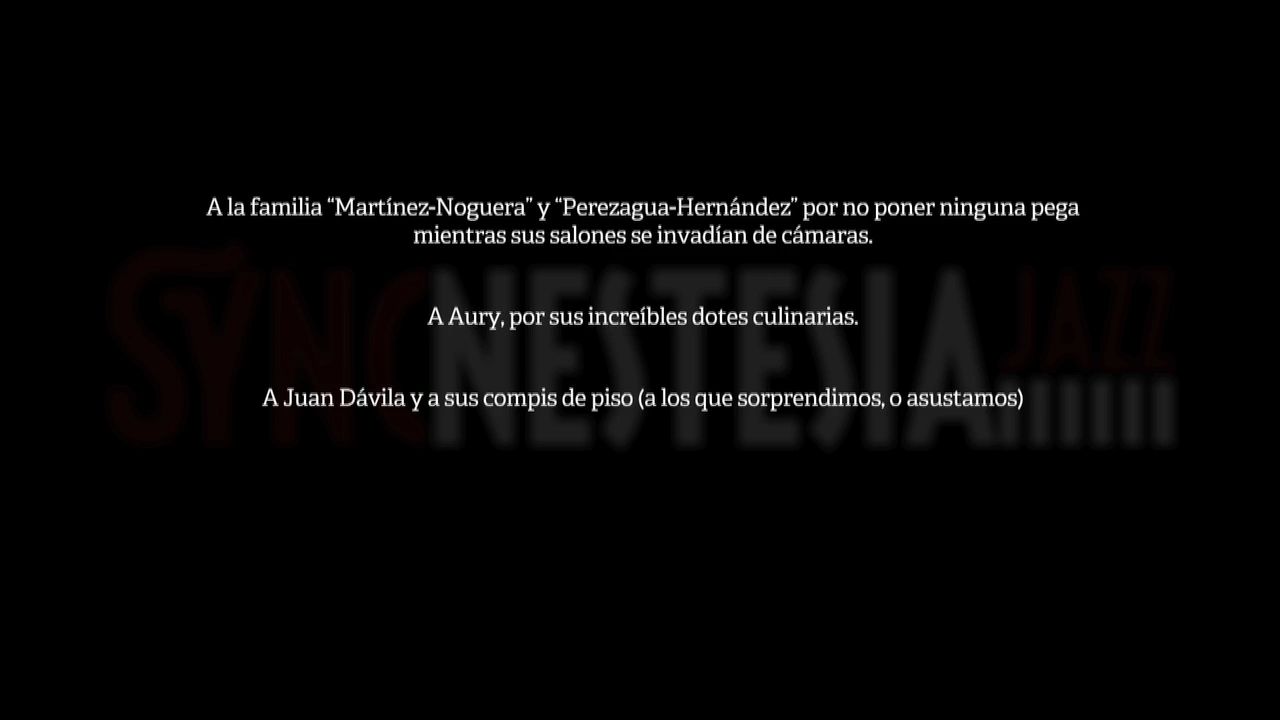 A la familia “Martínez-Noguera” y “Perezagua-Hernández” por no poner ninguna pega
mientras sus salones se invadían de cámaras.
SYNCNESTESIA JAZZ
A Aury, por sus increíbles dotes culinarias.
A Juan Dávila y a sus compis de piso (a los que sorprendimos, o asustamos)